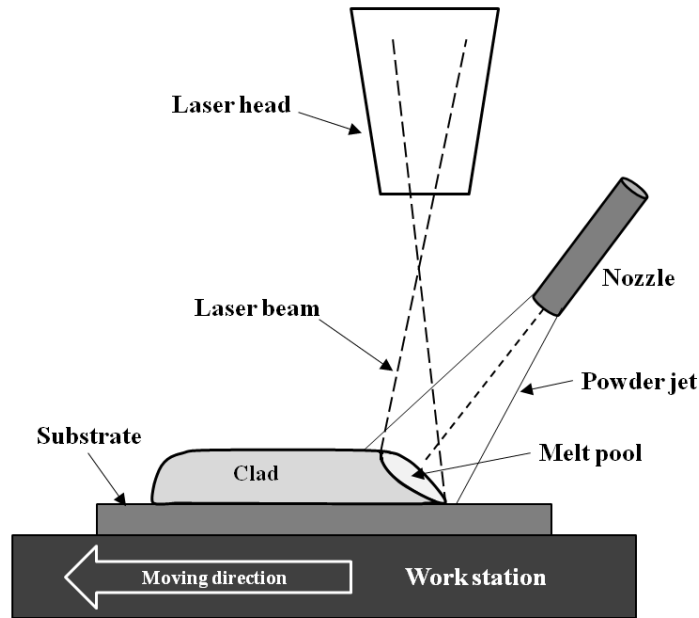 Laser head
Nozzle
Laser beam
Powder jet
Substrate
Melt pool
Clad
Moving direction
Work station